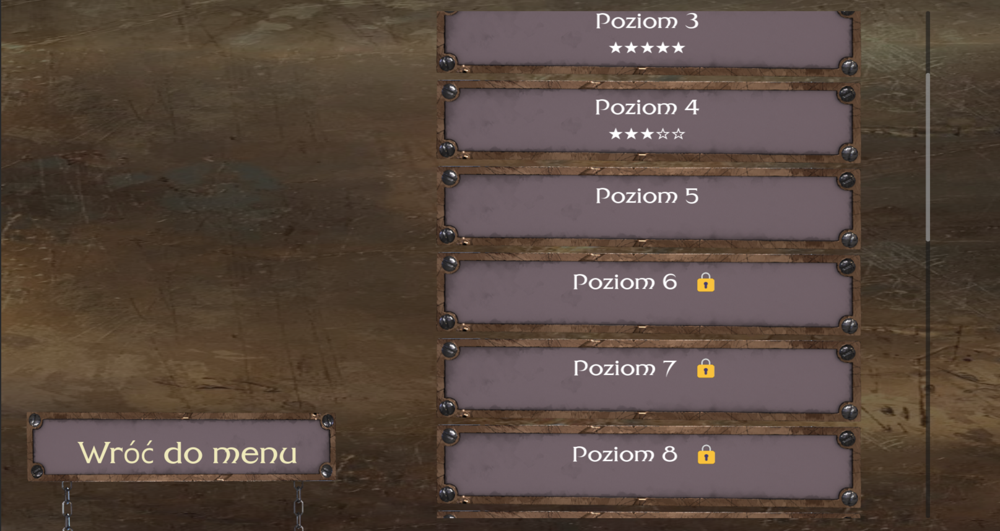 Poziom 3
★★★★★
Poziom 4
★★★☆☆
Poziom 5
Poziom 6 🔒
Poziom 7 🔒
Poziom 8 🔒
Wróć do menu